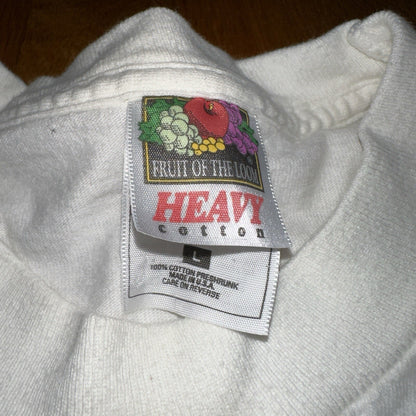 FRUIT OF THE LOOM
HEAVY
cotton
L
100% COTTON PRESHRUNK
MADE IN U.S.A.
CARE ON REVERSE